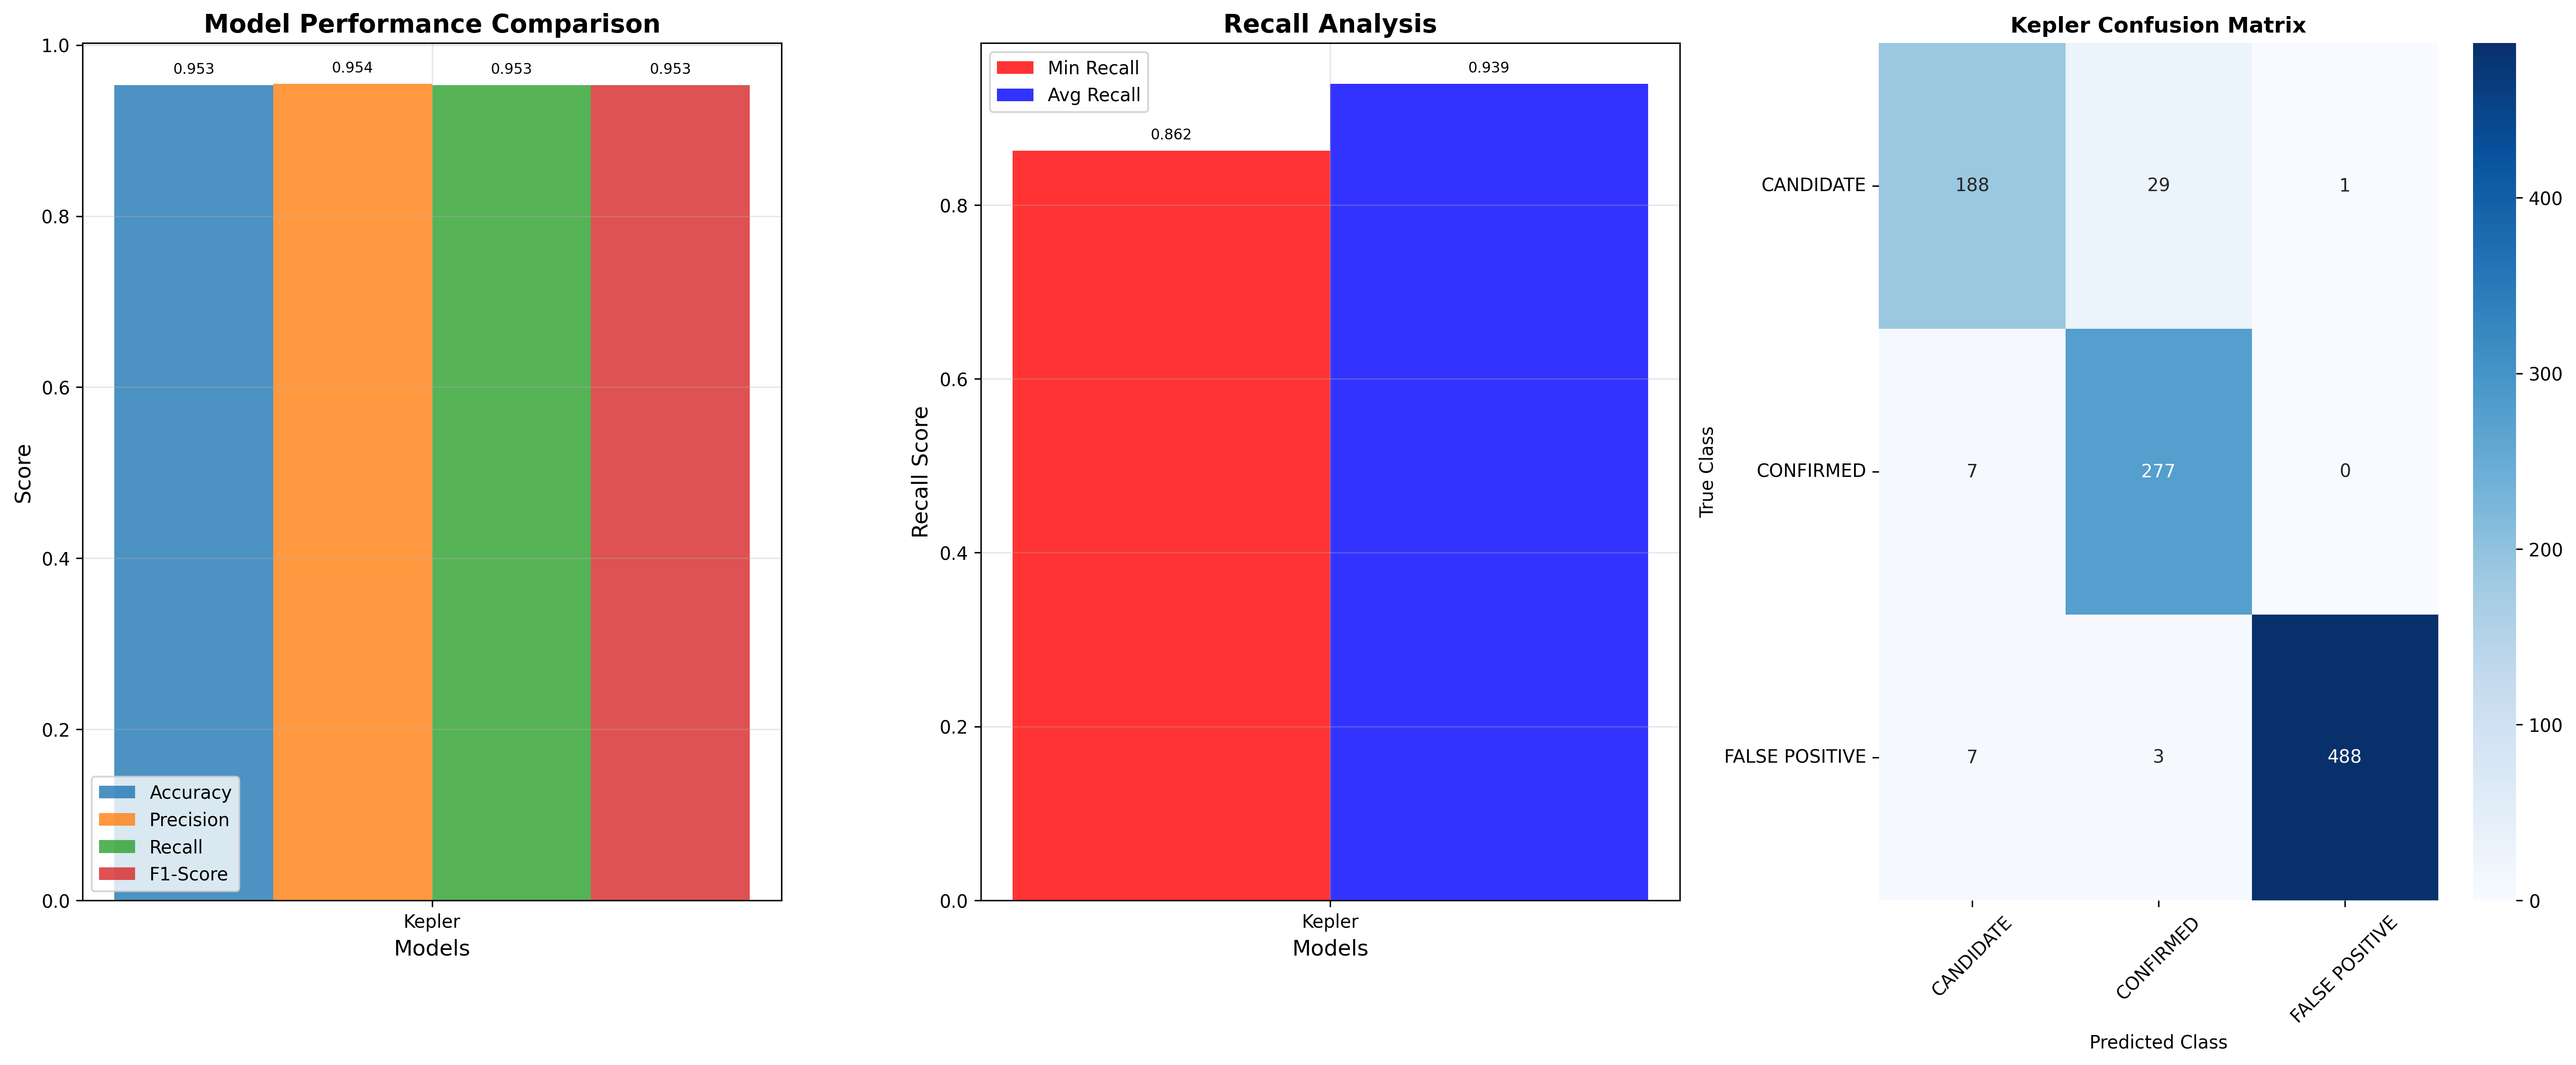 Model Performance Comparison
1.0
0.8
0.6
0.4
0.2
0.0
Score
0.953
0.954
0.953
0.953
Accuracy
Precision
Recall
F1-Score
Kepler
Models
Recall Analysis
0.8
0.6
0.4
0.2
0.0
Recall Score
Min Recall
Avg Recall
0.862
0.939
Kepler
Models
Kepler Confusion Matrix
True Class
CANDIDATE 188 29 1
CONFIRMED 7 277 0
FALSE POSITIVE 7 3 488
CANDIDATE
CONFIRMED
FALSE POSITIVE
Predicted Class
400
300
200
100
0